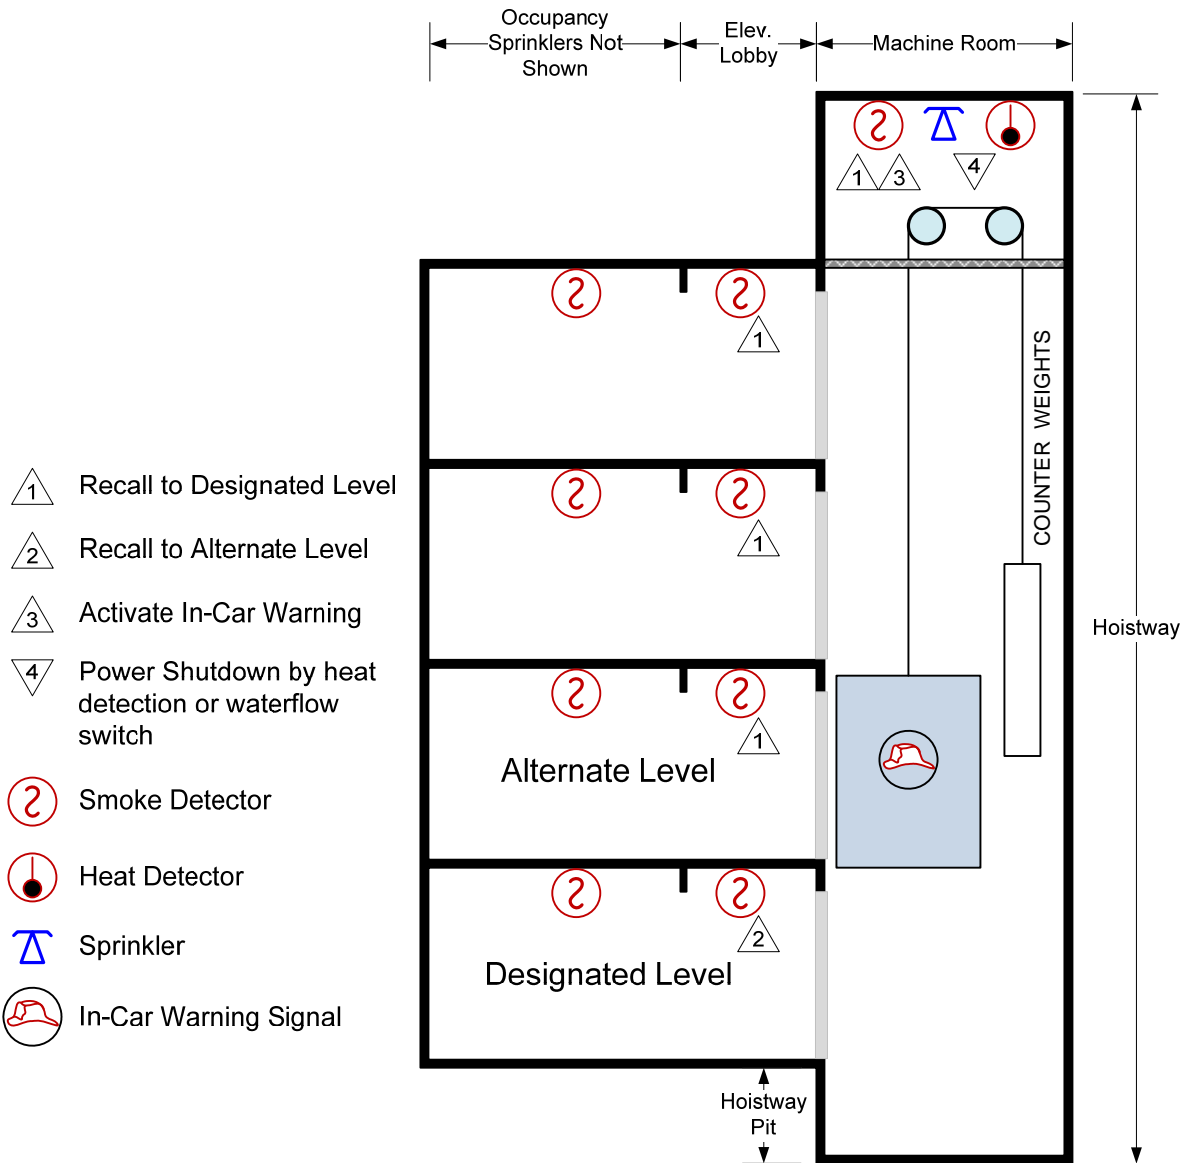 Occupancy
Sprinklers Not
Shown
Elev.
Lobby
Machine Room
1
3
4
1
COUNTER WEIGHTS
1
1
Alternate Level
2
Designated Level
Hoistway
Hoistway
Pit
1 Recall to Designated Level
2 Recall to Alternate Level
3 Activate In-Car Warning
4 Power Shutdown by heat
detection or waterflow
switch
Smoke Detector
Heat Detector
Sprinkler
In-Car Warning Signal